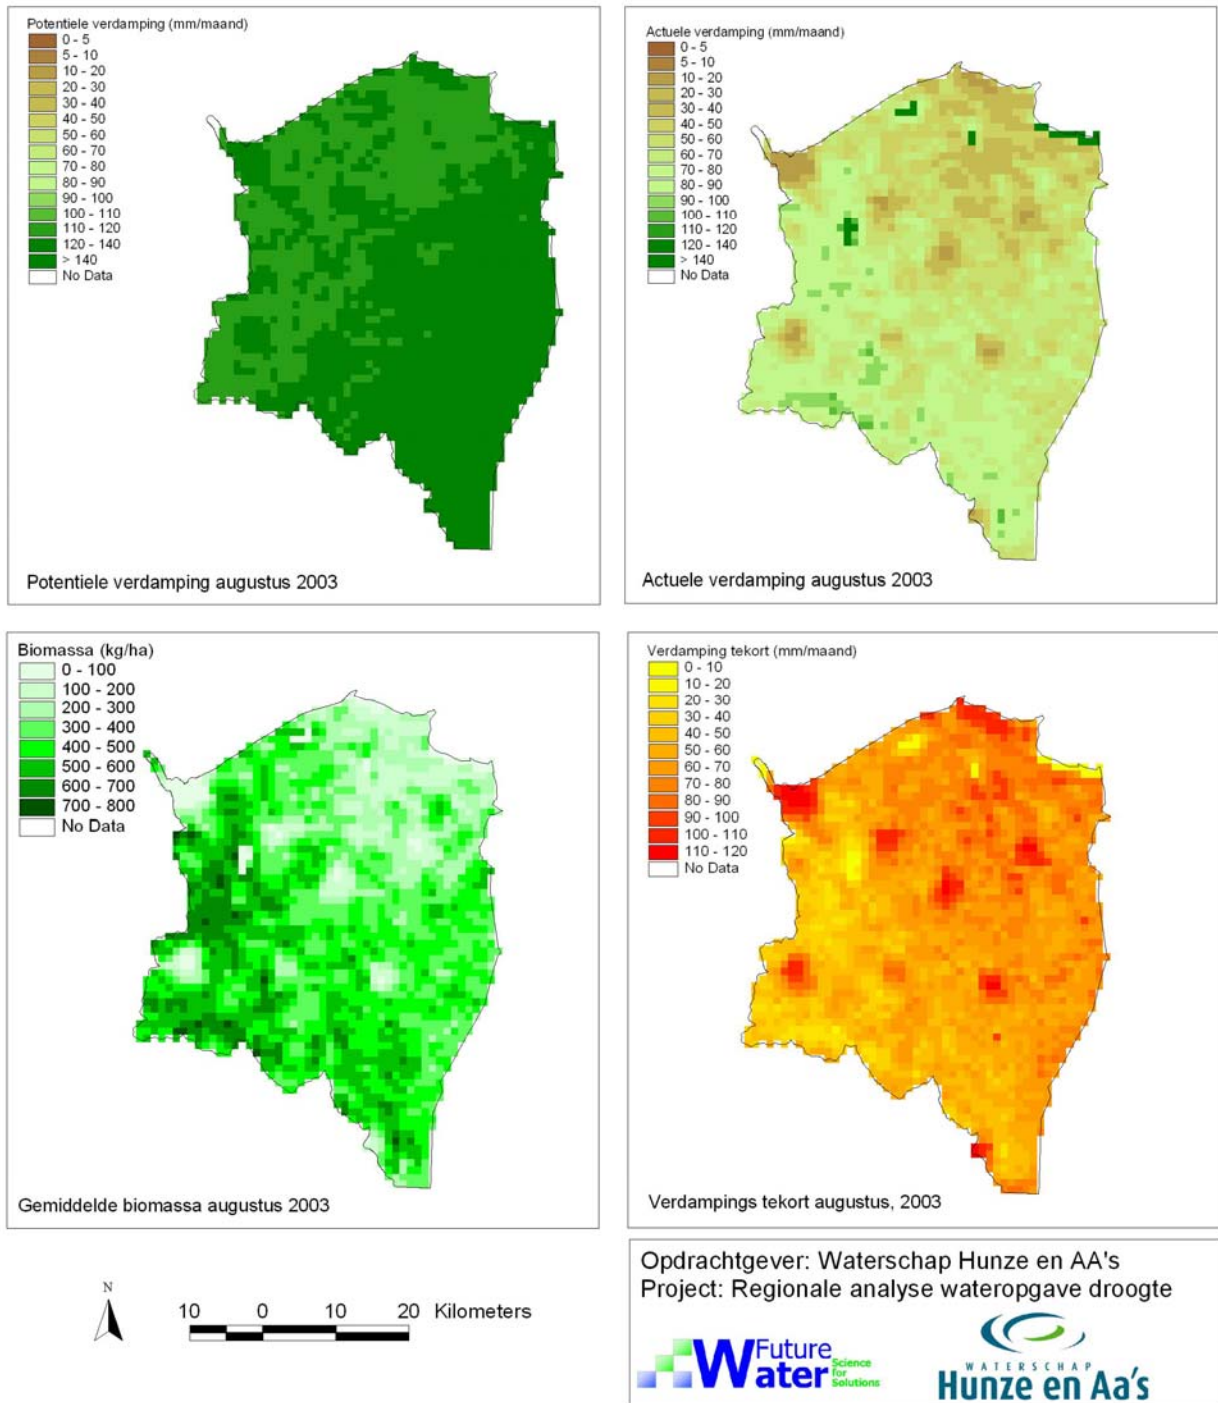 Potentiele verdamping (mm/maand)
0 - 5
5 - 10
10 - 20
20 - 30
30 - 40
40 - 50
50 - 60
60 - 70
70 - 80
80 - 90
90 - 100
100 - 110
110 - 120
120 - 140
> 140
No Data
Potentiele verdamping augustus 2003
Actuele verdamping (mm/maand)
0 - 5
5 - 10
10 - 20
20 - 30
30 - 40
40 - 50
50 - 60
60 - 70
70 - 80
80 - 90
90 - 100
100 - 110
110 - 120
120 - 140
> 140
No Data
Actuele verdamping augustus 2003
Biomassa (kg/ha)
0 - 100
100 - 200
200 - 300
300 - 400
400 - 500
500 - 600
600 - 700
700 - 800
No Data
Gemiddelde biomassa augustus 2003
Verdamping tekort (mm/maand)
0 - 10
10 - 20
20 - 30
30 - 40
40 - 50
50 - 60
60 - 70
70 - 80
80 - 90
90 - 100
100 - 110
110 - 120
No Data
Verdampings tekort augustus, 2003
N
10 0 10 20 Kilometers
Opdrachtgever: Waterschap Hunze en AA's
Project: Regionale analyse wateropgave droogte
Future
Water
Science
for
Solutions
WATERSCHAP
Hunze en Aa's